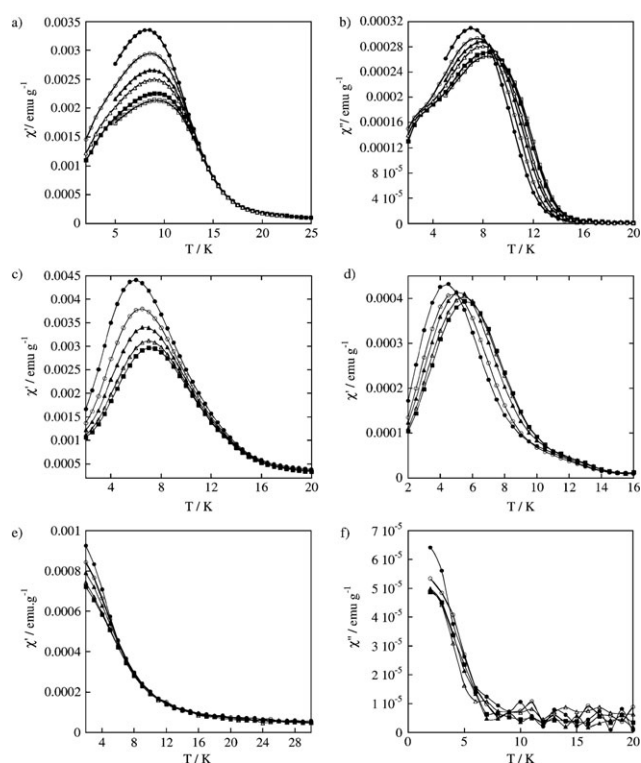 a)
χ'/ emu g⁻¹
0.0035
0.003
0.0025
0.002
0.0015
0.001
0.0005
0
5 10 15 20 25
T / K
b)
χ"/ emu g⁻¹
0.00032
0.00028
0.00024
0.0002
0.00016
0.00012
8 10⁻⁵
4 10⁻⁵
0
4 8 12 16 20
T / K
c)
χ' / emu g⁻¹
0.0045
0.004
0.0035
0.003
0.0025
0.002
0.0015
0.001
0.0005
4 8 12 16 20
T / K
d)
χ' / emu g⁻¹
0.0004
0.0003
0.0002
0.0001
0
2 4 6 8 10 12 14 16
T / K
e)
χ' / emu.g⁻¹
0.001
0.0008
0.0006
0.0004
0.0002
0
4 8 12 16 20 24 28
T / K
f)
χ" / emu g⁻¹
7 10⁻⁵
6 10⁻⁵
5 10⁻⁵
4 10⁻⁵
3 10⁻⁵
2 10⁻⁵
1 10⁻⁵
0
0 5 10 15 20
T / K